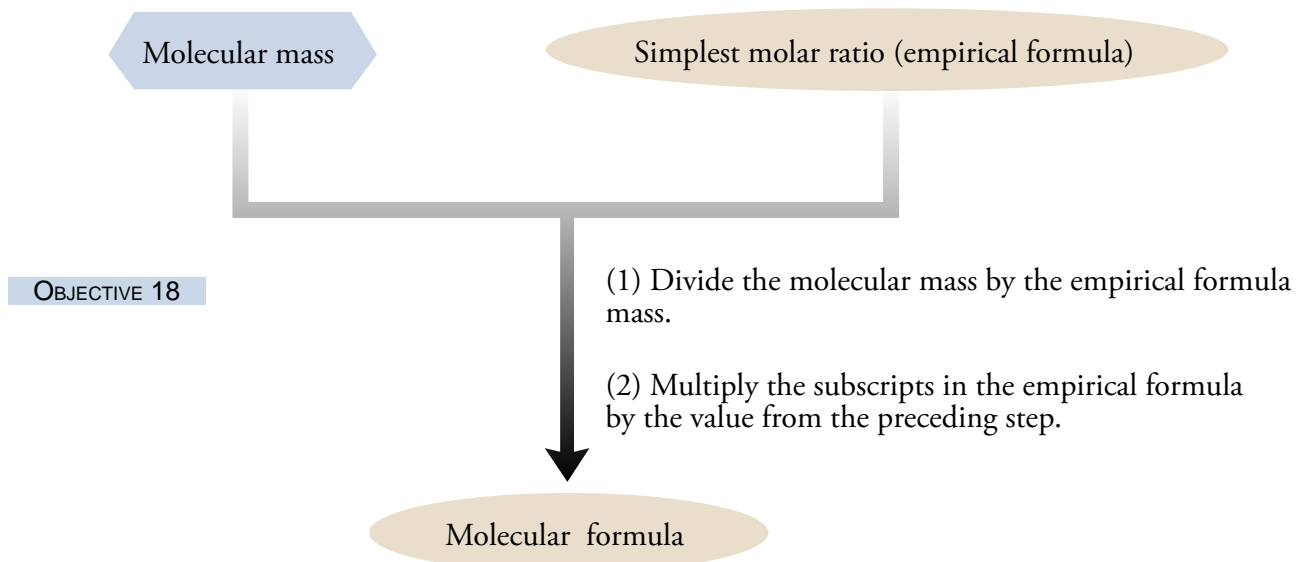 Molecular mass
Simplest molar ratio (empirical formula)
OBJECTIVE 18
(1) Divide the molecular mass by the empirical formula
mass.
(2) Multiply the subscripts in the empirical formula
by the value from the preceding step.
Molecular formula